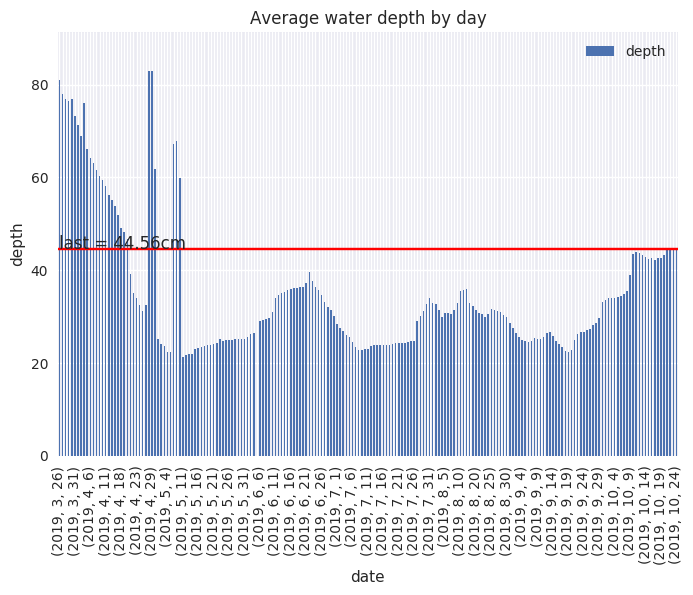 Average water depth by day
depth
80
60
40
20
0
depth
last = 44.56cm
(2019, 3, 26)
(2019, 3, 31)
(2019, 4, 6)
(2019, 4, 11)
(2019, 4, 18)
(2019, 4, 23)
(2019, 4, 29)
(2019, 5, 4)
(2019, 5, 11)
(2019, 5, 16)
(2019, 5, 21)
(2019, 5, 26)
(2019, 5, 31)
(2019, 6, 6)
(2019, 6, 11)
(2019, 6, 16)
(2019, 6, 21)
(2019, 6, 26)
(2019, 7, 1)
(2019, 7, 6)
(2019, 7, 11)
(2019, 7, 16)
(2019, 7, 21)
(2019, 7, 26)
(2019, 7, 31)
(2019, 8, 5)
(2019, 8, 10)
(2019, 8, 20)
(2019, 8, 25)
(2019, 8, 30)
(2019, 9, 4)
(2019, 9, 9)
(2019, 9, 14)
(2019, 9, 19)
(2019, 9, 24)
(2019, 9, 29)
(2019, 10, 4)
(2019, 10, 9)
(2019, 10, 14)
(2019, 10, 19)
(2019, 10, 24)
date